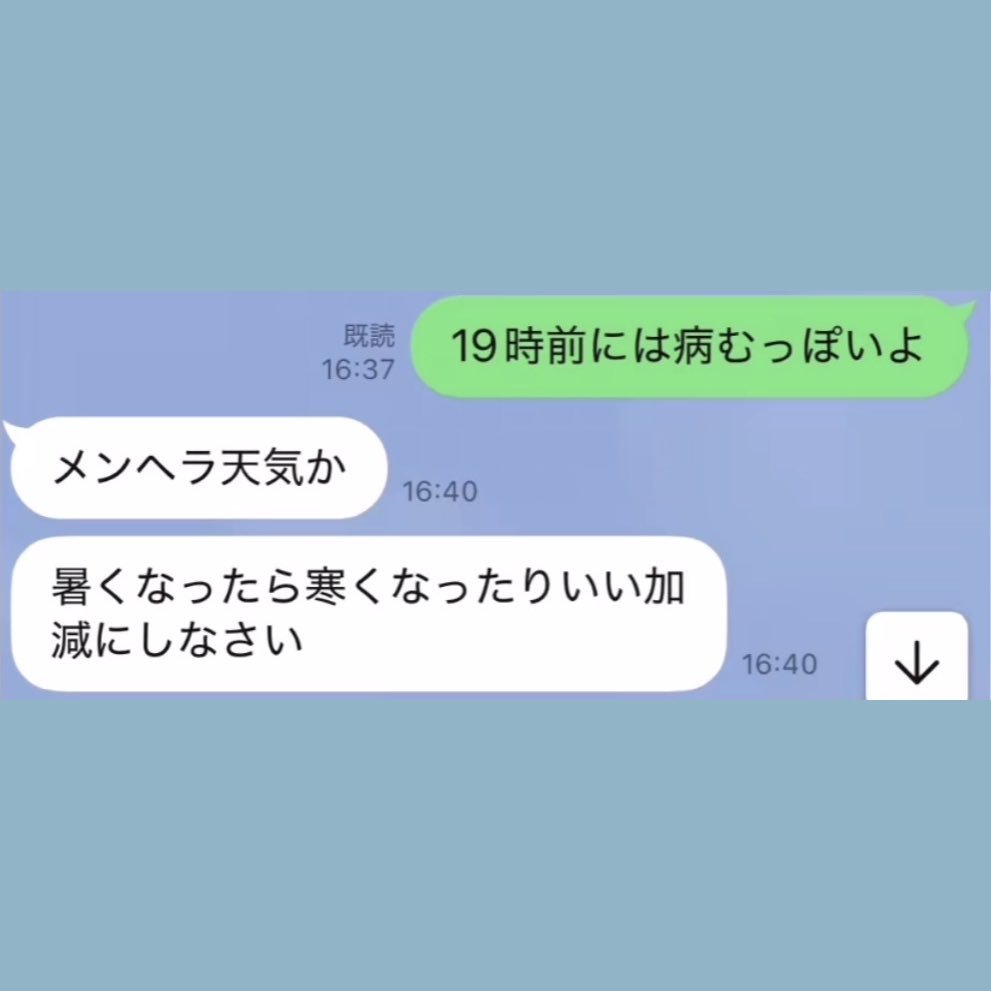 19時前には病むっぽいよ
既読
16:37
メンヘラ天気か
16:40
暑くなったら寒くなったりいい加
減にしなさい
16:40